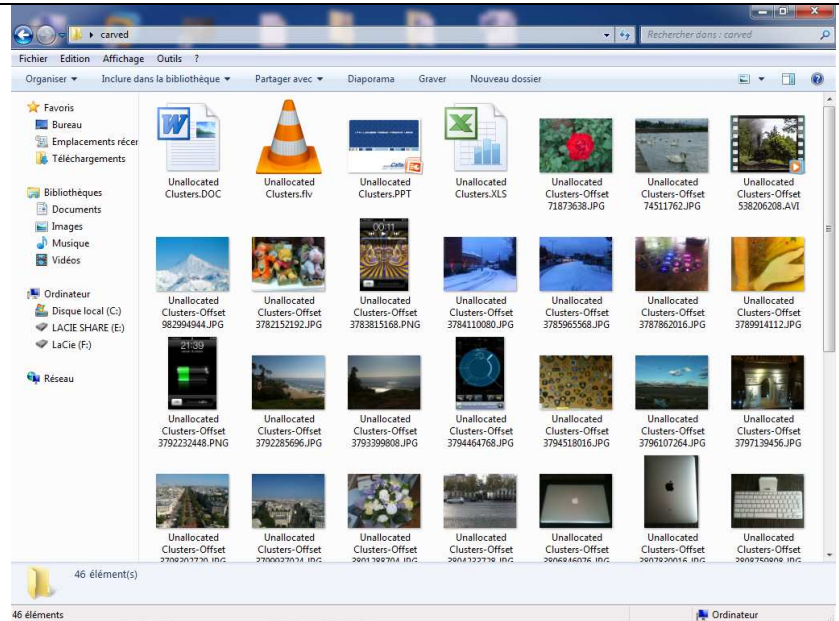 carved
Rechercher dans : carved
Fichier Edition Affichage Outils ?
Organiser Inclure dans la bibliothèque Partager avec Diaporama Graver Nouveau dossier
Favoris
Bureau
Emplacements récer
Téléchargements
Bibliothèques
Documents
Images
Musique
Vidéos
Ordinateur
Disque local (C:)
LACIE SHARE (E:)
LaCie (F:)
Réseau
Unallocated Clusters.DOC
Unallocated Clusters.flv
Unallocated Clusters.PPT
Unallocated Clusters.XLS
Unallocated Clusters-Offset 71873638.JPG
Unallocated Clusters-Offset 74511762.JPG
Unallocated Clusters-Offset 538206208.AVI
Unallocated Clusters-Offset 982994944.JPG
Unallocated Clusters-Offset 3782152192.JPG
00:11
Unallocated Clusters-Offset 3783815168.PNG
Unallocated Clusters-Offset 3784110080.JPG
Unallocated Clusters-Offset 3785965568.JPG
Unallocated Clusters-Offset 3787862016.JPG
Unallocated Clusters-Offset 3789914112.JPG
21:39
Unallocated Clusters-Offset 3792232448.PNG
Unallocated Clusters-Offset 3792285696.JPG
Unallocated Clusters-Offset 3793399808.JPG
Unallocated Clusters-Offset 3794464768.JPG
Unallocated Clusters-Offset 3794518016.JPG
Unallocated Clusters-Offset 3796107264.JPG
Unallocated Clusters-Offset 3797139456.JPG
Unallocated Clusters-Offset
Unallocated Clusters-Offset
Unallocated Clusters-Offset
Unallocated Clusters-Offset
Unallocated Clusters-Offset
Unallocated Clusters-Offset
Unallocated Clusters-Offset
46 élément(s)
46 éléments
Ordinateur